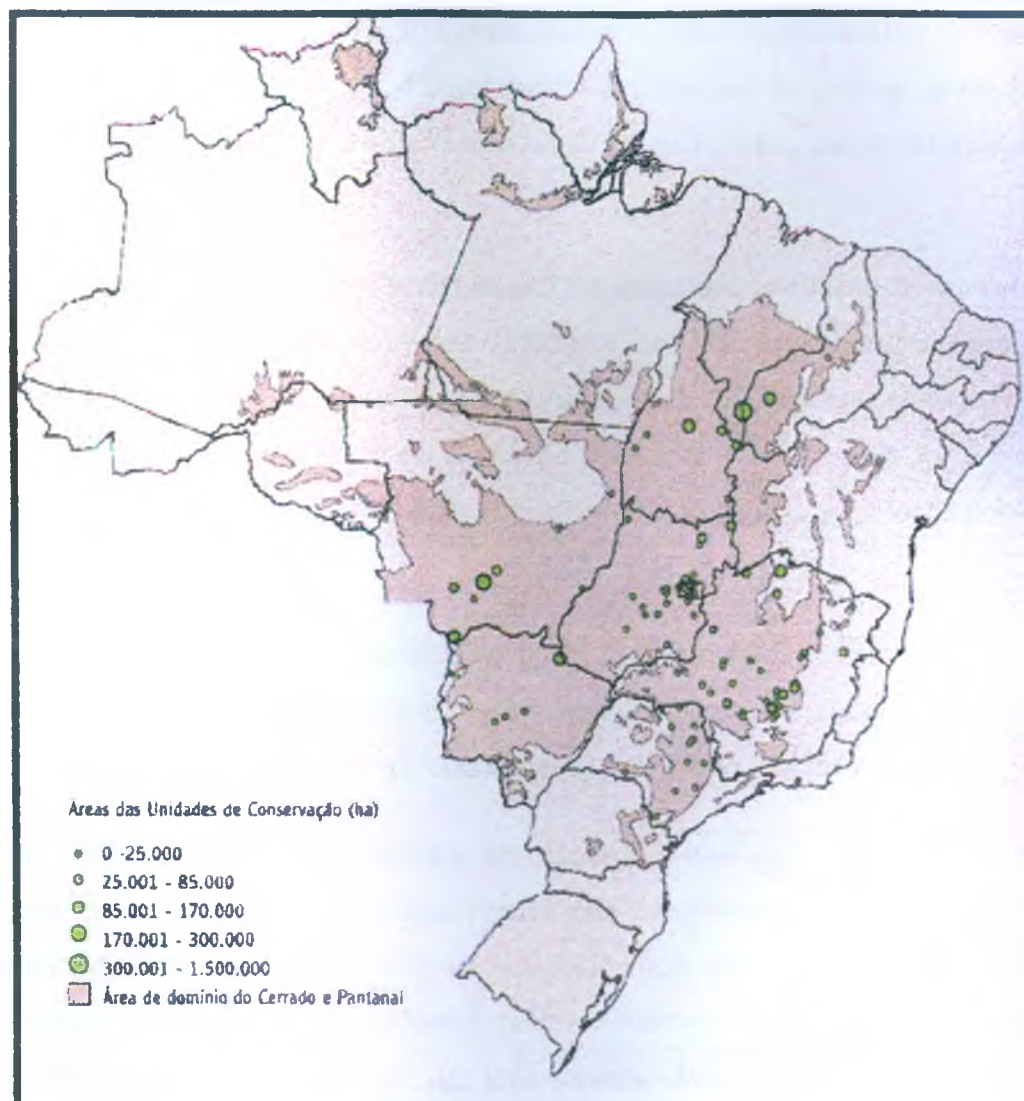 Áreas das Unidades de Conservação (ha)
0 -25.000
25.001 - 85.000
85.001 - 170.000
170.001 - 300.000
300.001 - 1.500.000
Área de domínio do Cerrado e Pantanal